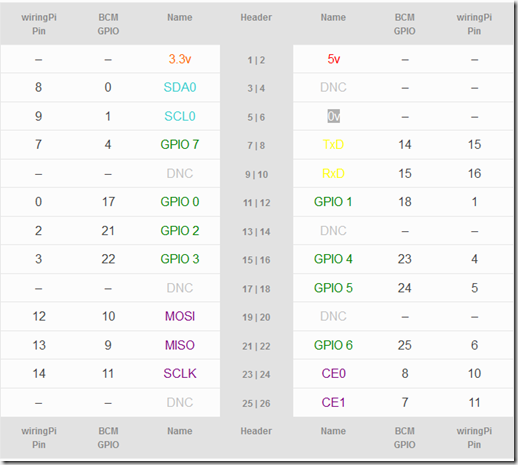 wiringPi Pin BCM GPIO Name Header Name BCM GPIO wiringPi Pin
– – 3.3v 1 | 2 5v – –
8 0 SDA0 3 | 4 DNC – –
9 1 SCL0 5 | 6 0v – –
7 4 GPIO 7 7 | 8 TxD 14 15
– – DNC 9 | 10 RxD 15 16
0 17 GPIO 0 11 | 12 GPIO 1 18 1
2 21 GPIO 2 13 | 14 DNC – –
3 22 GPIO 3 15 | 16 GPIO 4 23 4
– – DNC 17 | 18 GPIO 5 24 5
12 10 MOSI 19 | 20 DNC – –
13 9 MISO 21 | 22 GPIO 6 25 6
14 11 SCLK 23 | 24 CE0 8 10
– – DNC 25 | 26 CE1 7 11
wiringPi Pin BCM GPIO Name Header Name BCM GPIO wiringPi Pin